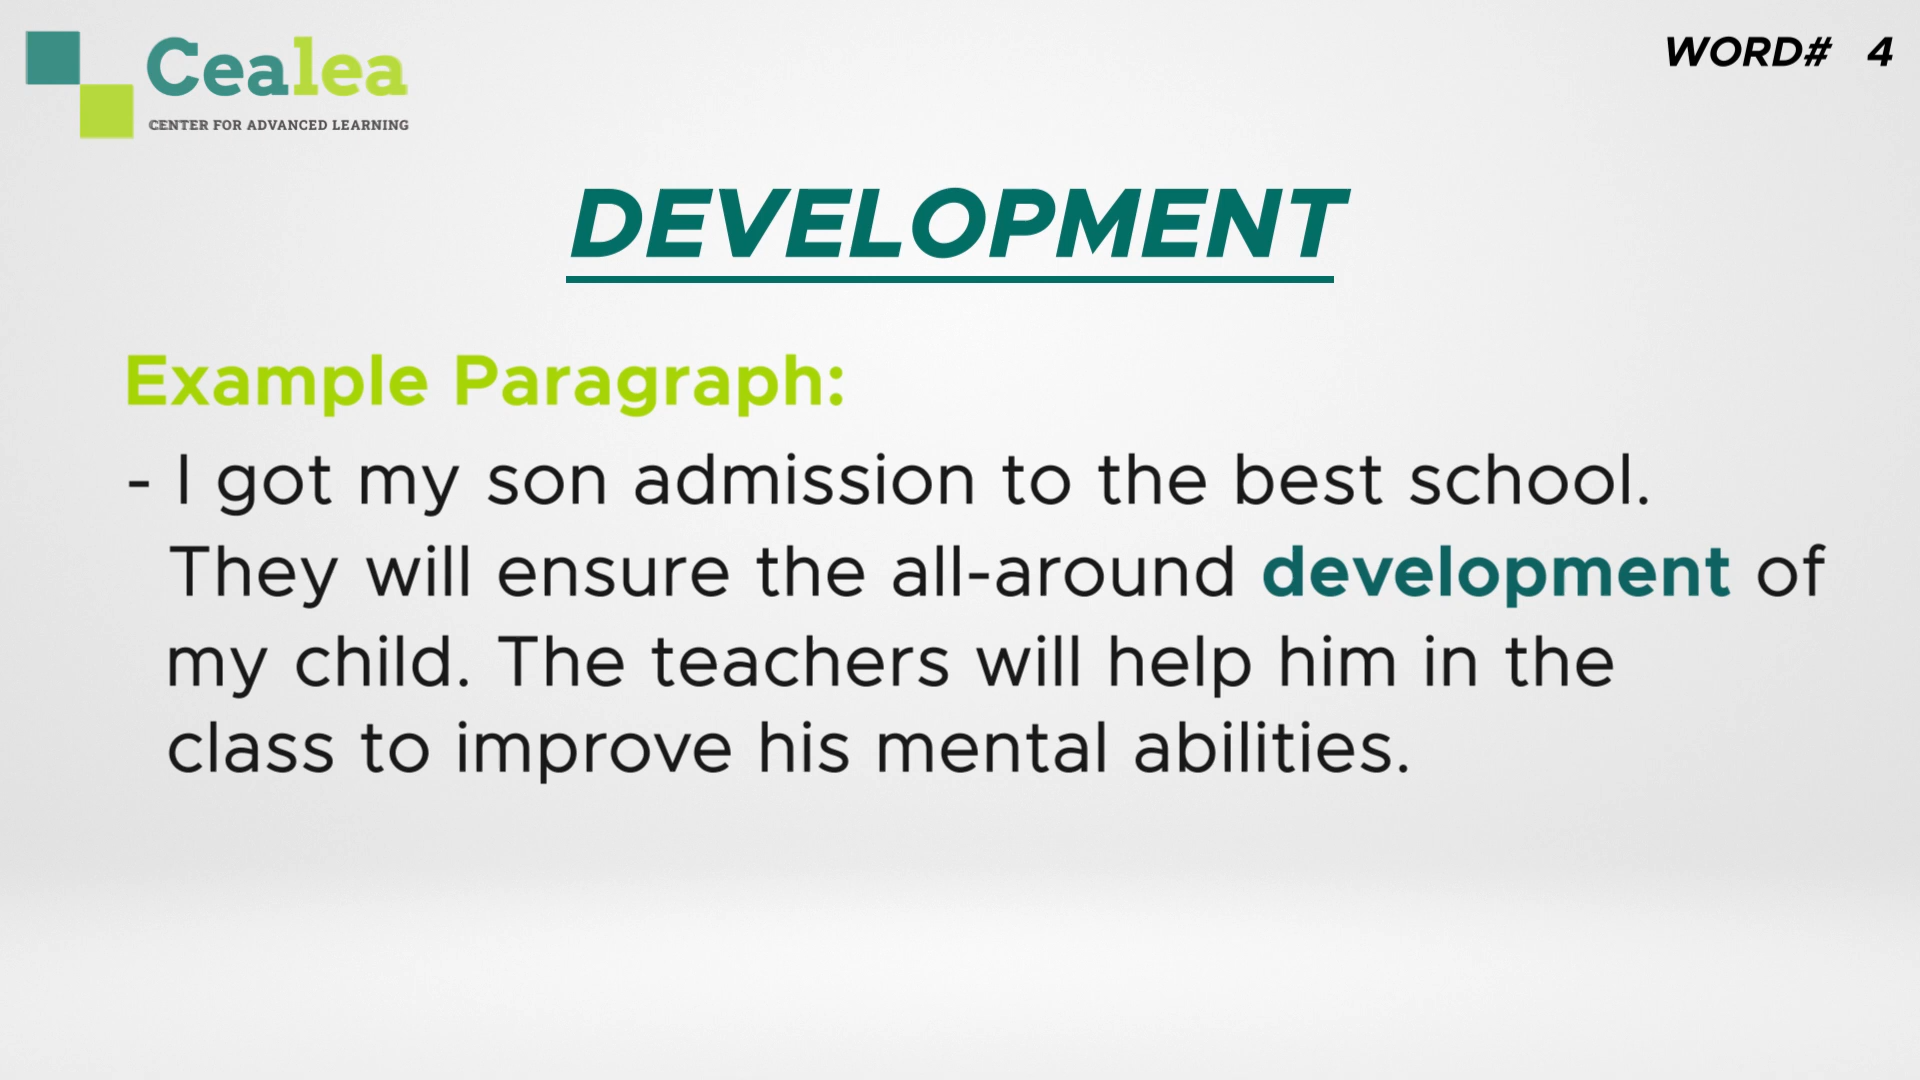 Cealea
CENTER FOR ADVANCED LEARNING
WORD# 4
DEVELOPMENT
Example Paragraph:
- I got my son admission to the best school.
They will ensure the all-around development of
my child. The teachers will help him in the
class to improve his mental abilities.